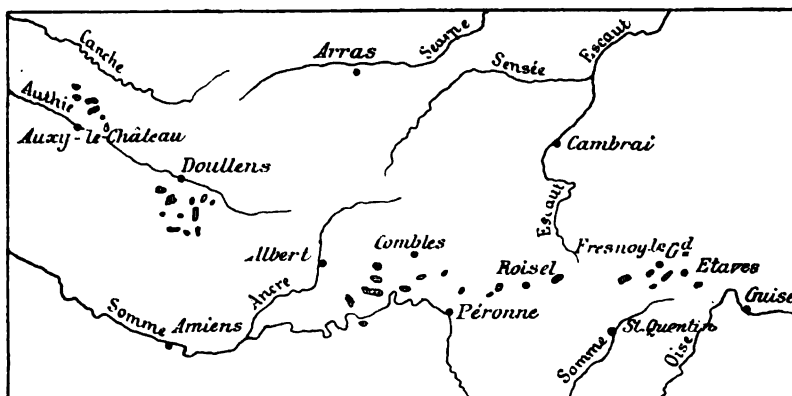 Canche
Arras
Scarpe
Sensée
Escaut
Authie
Auxy-le-Château
Doullens
Cambrai
Escaut
Albert
Combles
Fresnoy-le-Gd
Roisel
Etaves
Ancre
Somme
Amiens
Péronne
Guise
St. Quentin
Somme
Oise